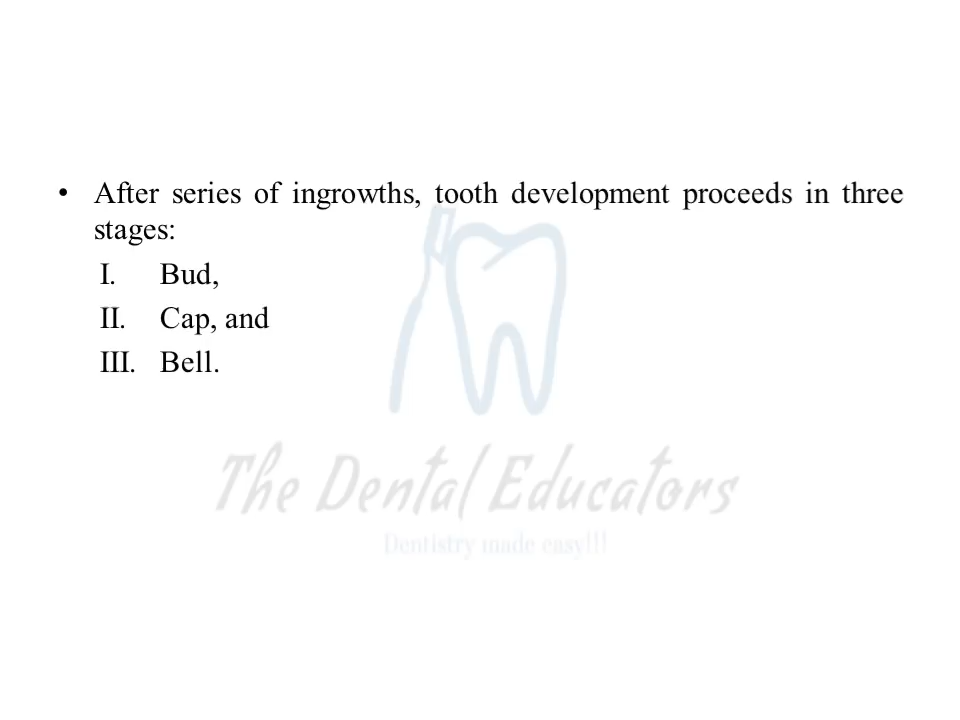 • After series of ingrowths, tooth development proceeds in three
stages:
I. Bud,
II. Cap, and
III. Bell.
The Dental Educators
Dentistry made easy!!!